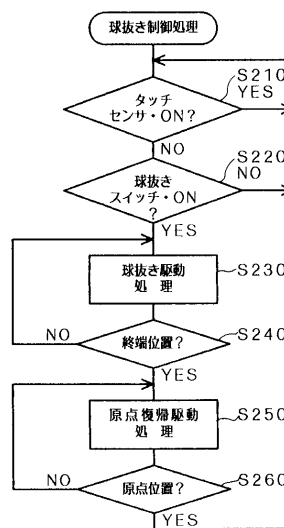 球抜き制御処理
S210
YES
タッチ
センサ・ON?
NO
S220
NO
球抜き
スイッチ・ON
?
YES
球抜き駆動
処理
S230
S240
NO
終端位置?
YES
原点復帰駆動
処理
S250
S260
NO
原点位置?
YES